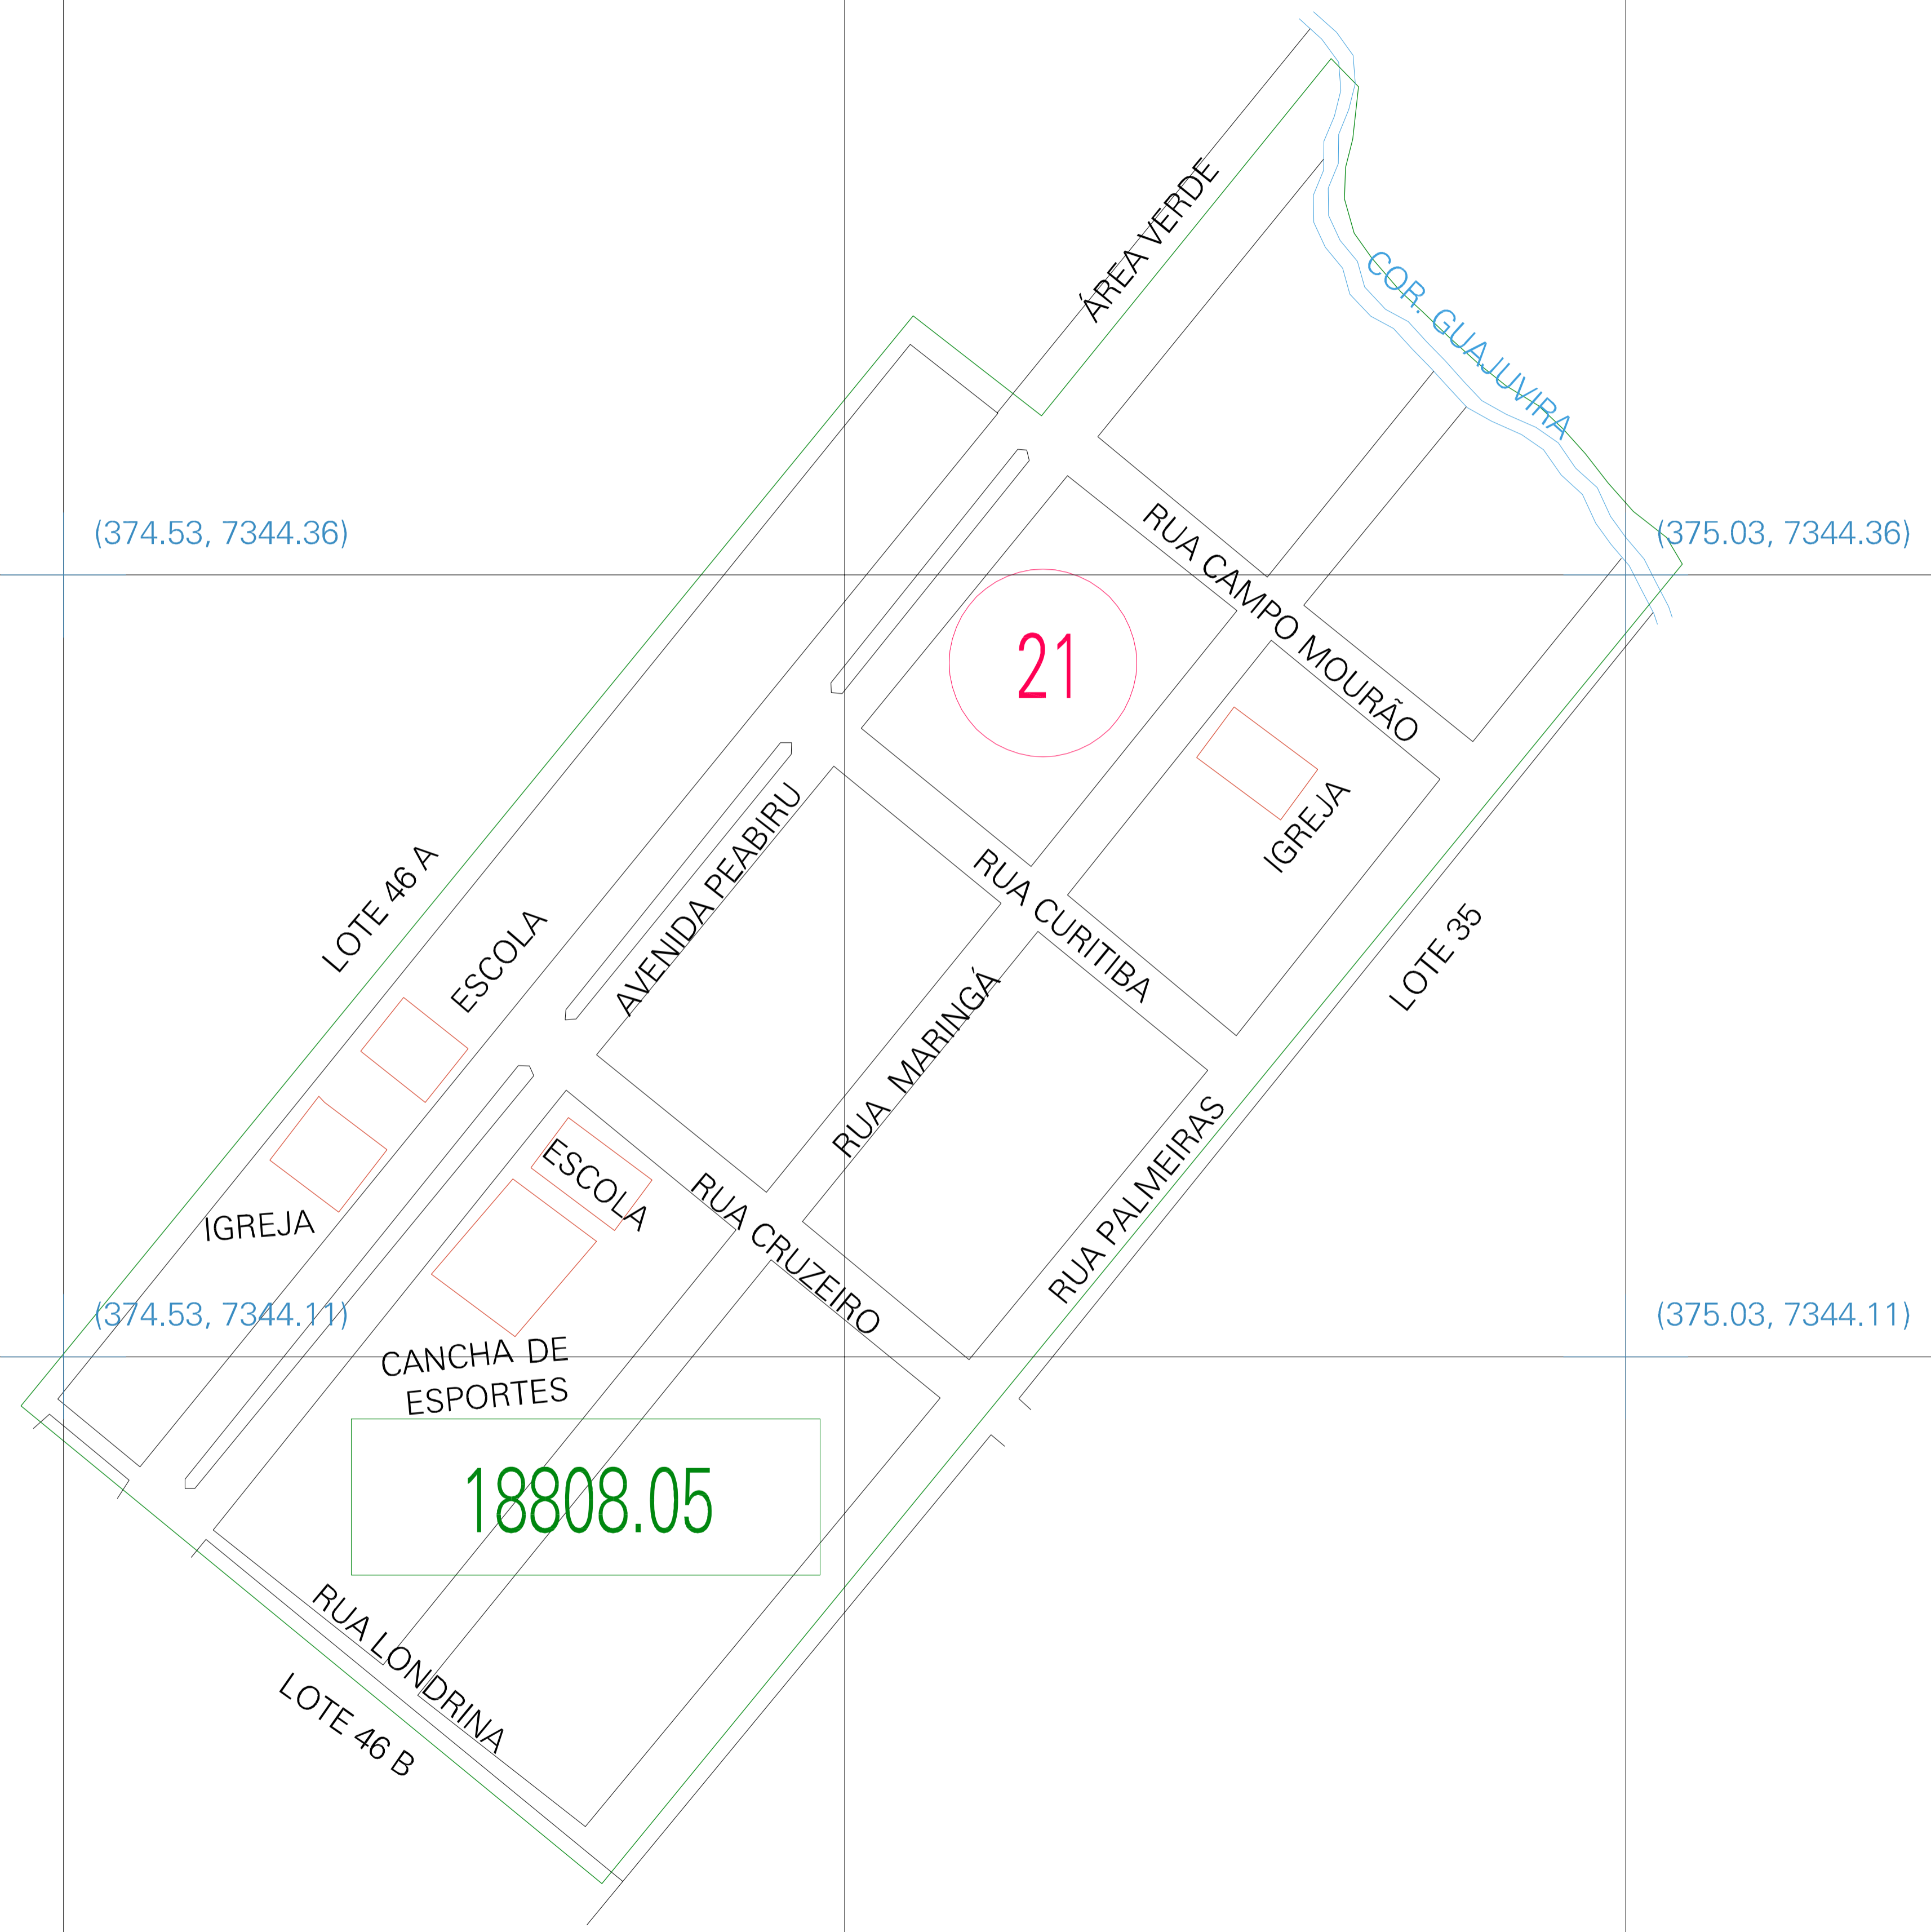 ÁREA VERDE
COR. GUAJUVIRA
(374.53, 7344.36)
(375.03, 7344.36)
RUA CAMPO MOURÃO
21
IGREJA
AVENIDA PEABIRU
RUA CURITIBA
LOTE 46 A
ESCOLA
LOTE 35
RUA MARINGÁ
RUA PALMEIRAS
ESCOLA
RUA CRUZEIRO
IGREJA
(374.53, 7344.11)
(375.03, 7344.11)
CANCHA DE
ESPORTES
18808.05
RUA LONDRINA
LOTE 46 B